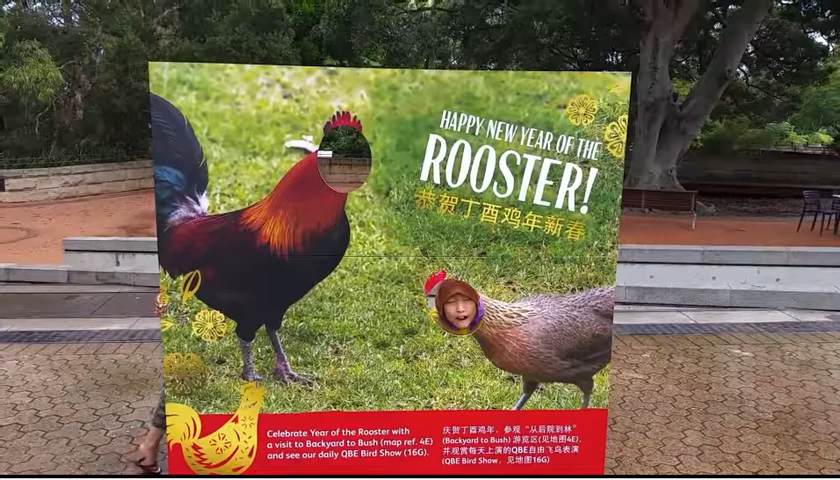 HAPPY NEW YEAR OF THE
ROOSTER!
恭贺丁酉鸡年新春
Celebrate Year of the Rooster with
a visit to Backyard to Bush (map ref. 4E)
and see our daily QBE Bird Show (16G).
庆贺丁酉鸡年，参观“从后院到林”
(Backyard to Bush) 游览区(见地图4E),
并观赏每天上演的QBE自由飞鸟表演
(QBE Bird Show，见地图16G)